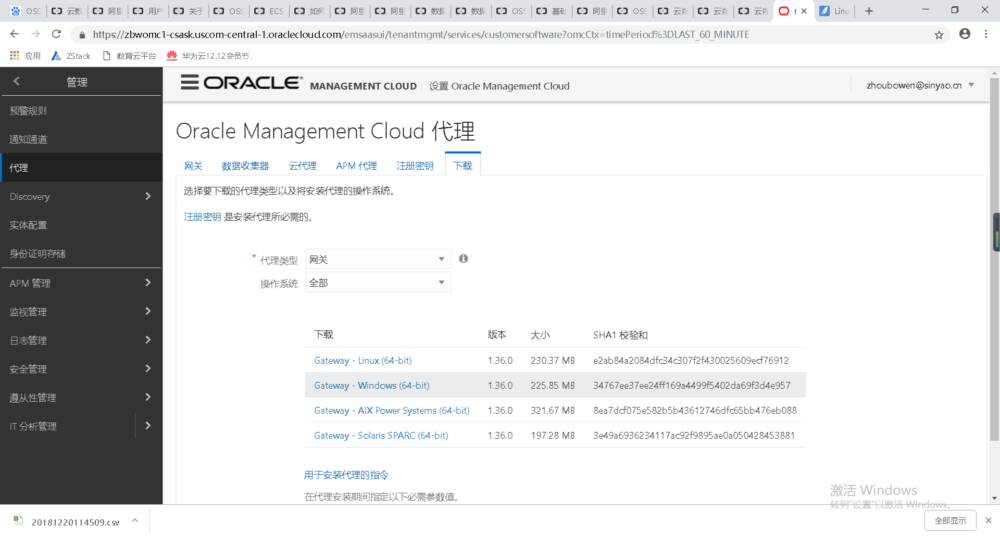 OSS
云数
阿里
用户
关于
OSS
ECS
如何
阿里
阿里
数据
数据
OSS
基础
阿里
OSS
云存
云存
云存
Linu
https://zbwomc1-csask.uscom-central-1.oraclecloud.com/emsaasui/tenantmgmt/services/customersoftware?omcCtx=timePeriod%3DLAST_60_MINUTE
应用
ZStack
教育云平台
华为云12.12会员节,
管理
ORACLE MANAGEMENT CLOUD 设置 Oracle Management Cloud
zhoubowen@sinyao.cn
预警规则
通知通道
代理
Discovery
实体配置
身份证明存储
APM 管理
监视管理
日志管理
安全管理
遵从性管理
IT 分析管理
Oracle Management Cloud 代理
网关 数据收集器 云代理 APM 代理 注册密钥 下载
选择要下载的代理类型以及将安装代理的操作系统。
注册密钥 是安装代理所必需的。
* 代理类型 网关
操作系统 全部
下载 版本 大小 SHA1 校验和
Gateway - Linux (64-bit) 1.36.0 230.37 MB e2ab84a2084dfc34c307f2f430025609ecf76912
Gateway - Windows (64-bit) 1.36.0 225.85 MB 34767ee37ee24ff169a4499f5402da69f3d4e957
Gateway - AIX Power Systems (64-bit) 1.36.0 321.67 MB 8ea7dcf075e582b5b43612746dfc65bb476eb088
Gateway - Solaris SPARC (64-bit) 1.36.0 197.28 MB 3e49a6936234117ac92f9895ae0a050428453881
用于安装代理的指令
在代理安装期间指定以下必需参数值。
激活 Windows
转到"设置"以激活 Windows。
20181220114509.csv
全部显示